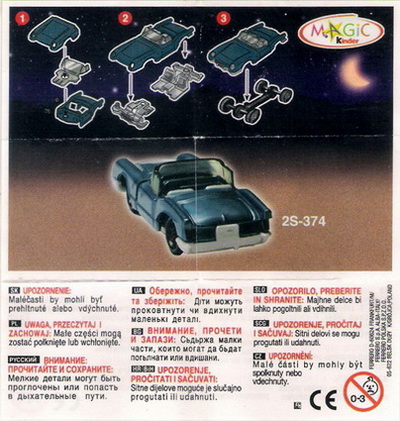 1
2
3
MAGIC
Kinder
2S-374
SK UPOZORNENIE:
Maléčasti by mohli byť
prehltnuté alebo vdýchnuté.
PL UWAGA, PRZECZYTAJ I
ZACHOWAJ: Małe części mogą
zostać połknięte lub wchłonięte.
РУССКИЙ ВНИМАНИЕ:
ПРОЧИТАЙТЕ И СОХРАНИТЕ:
Мелкие детали могут быть
проглочены или попасть в
дыхательные пути.
UA Обережно, прочитайте
та збережіть: Діти можуть
проковтнути чи вдихнути
маленькі деталі.
BG ВНИМАНИЕ, ПРОЧЕТИ
И ЗАПАЗИ: Съдържа малки
части, които могат да бъдат
погълнати или вдишани.
HR BiH UPOZORENJE,
PROČITATI I SAČUVATI:
Sitne dijelove moguće je slučajno
progutati ili udahnuti.
SLO OPOZORILO, PREBERITE
IN SHRANITE: Majhne delce bi
lahko pogoltnili ali vdihnili.
SCG UPOZORENJE, PROČITAJ
I SAČUVAJ: Sitni delovi se mogu
progutati ili udahnuti.
CZ UPOZORNĚNÍ:
Malé části by mohly být
spolknuty nebo
vdechnuty.
0-3